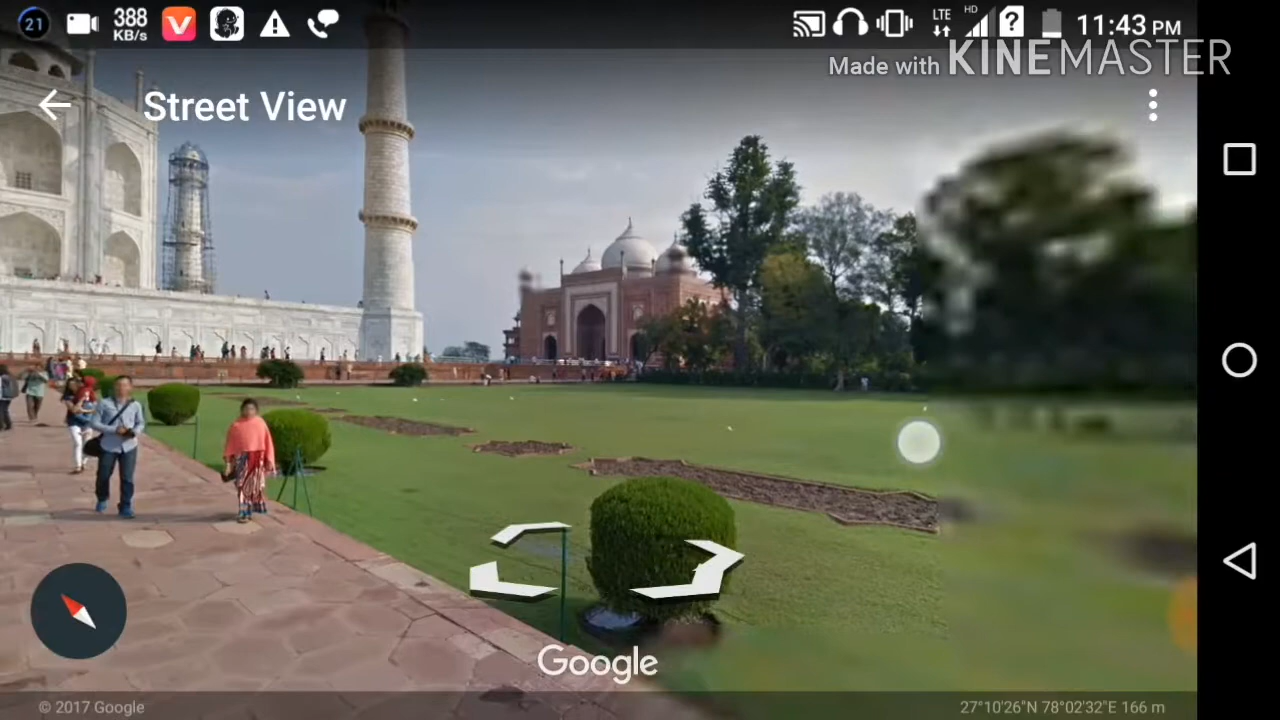 21 388 KB/s LTE HD 11:43 PM
Made with KINEMASTER
Street View
Google
© 2017 Google 27°10'26"N 78°02'32"E 166 m